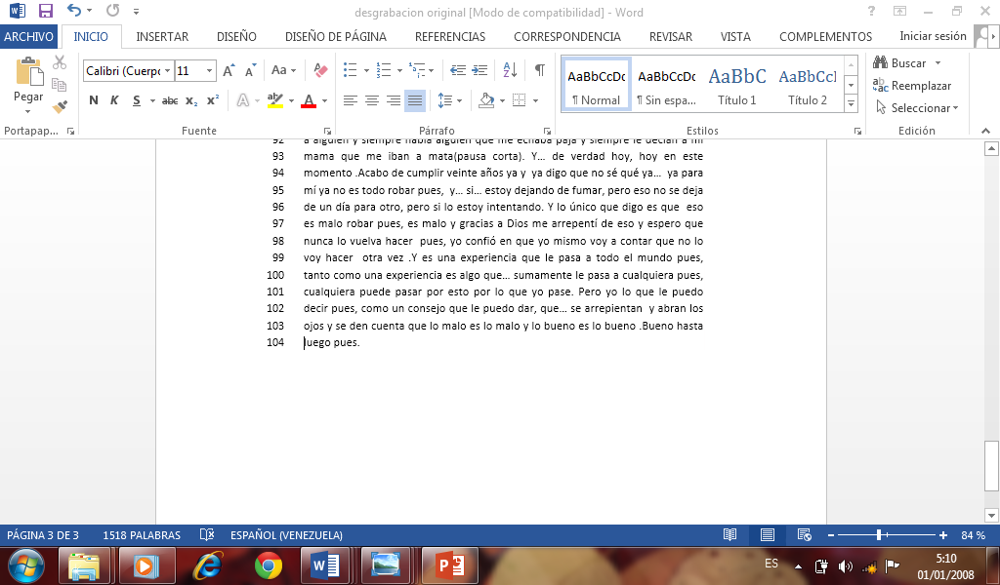 desgrabacion original [Modo de compatibilidad] - Word
ARCHIVO INICIO INSERTAR DISEÑO DISEÑO DE PÁGINA REFERENCIAS CORRESPONDENCIA REVISAR VISTA COMPLEMENTOS Iniciar sesión
Pegar
Calibri (Cuerpo 11
N K S abc x₂ x²
AaBbCcDc AaBbCcDc AaBbC AaBbCcl
¶ Normal ¶ Sin espa... Título 1 Título 2
Buscar
Reemplazar
Seleccionar
Portapap... Fuente Párrafo Estilos Edición
92 a alguien y siempre había alguien que me echaba paja y siempre le decían a mi
93 mama que me iban a mata(pausa corta). Y... de verdad hoy, hoy en este
94 momento .Acabo de cumplir veinte años ya y ya digo que no sé qué ya... ya para
95 mí ya no es todo robar pues, y... si... estoy dejando de fumar, pero eso no se deja
96 de un día para otro, pero si lo estoy intentando. Y lo único que digo es que eso
97 es malo robar pues, es malo y gracias a Dios me arrepentí de eso y espero que
98 nunca lo vuelva hacer pues, yo confió en que yo mismo voy a contar que no lo
99 voy hacer otra vez .Y es una experiencia que le pasa a todo el mundo pues,
100 tanto como una experiencia es algo que... sumamente le pasa a cualquiera pues,
101 cualquiera puede pasar por esto por lo que yo pase. Pero yo lo que le puedo
102 decir pues, como un consejo que le puedo dar, que... se arrepientan y abran los
103 ojos y se den cuenta que lo malo es lo malo y lo bueno es lo bueno .Bueno hasta
104 luego pues.
PÁGINA 3 DE 3 1518 PALABRAS ESPAÑOL (VENEZUELA) 84 %
ES 5:10
01/01/2008